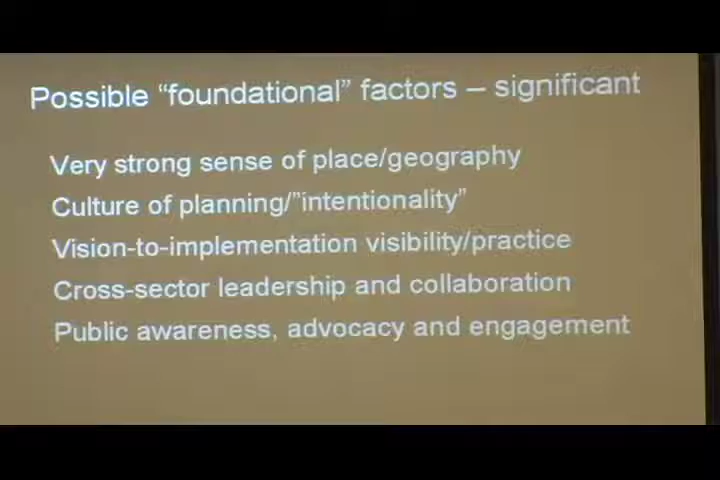 Possible “foundational” factors – significant
Very strong sense of place/geography
Culture of planning/”intentionality”
Vision-to-implementation visibility/practice
Cross-sector leadership and collaboration
Public awareness, advocacy and engagement